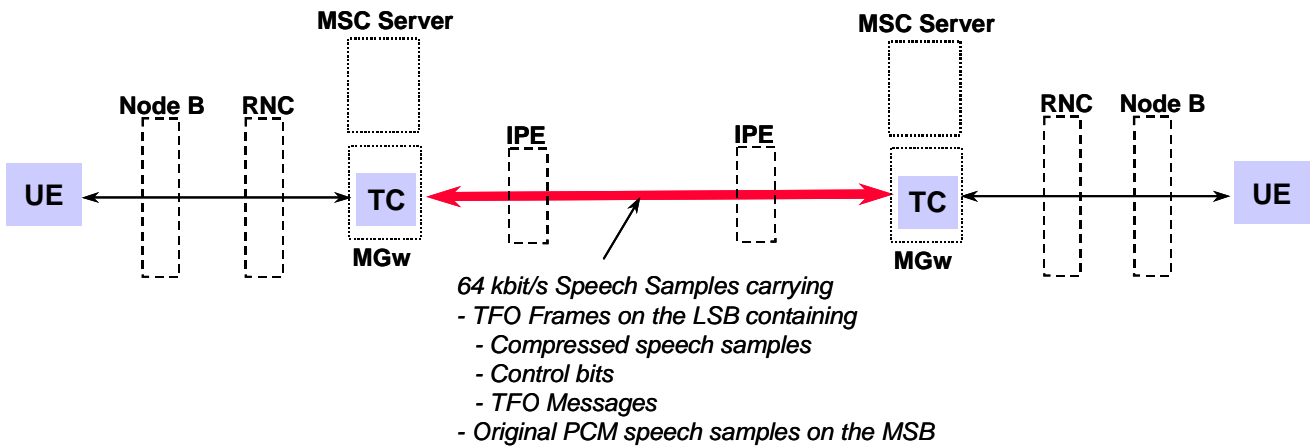 MSC Server
MSC Server
Node B
RNC
IPE
IPE
RNC
Node B
UE
TC
TC
UE
MGw
MGw
64 kbit/s Speech Samples carrying
- TFO Frames on the LSB containing
- Compressed speech samples
- Control bits
- TFO Messages
- Original PCM speech samples on the MSB